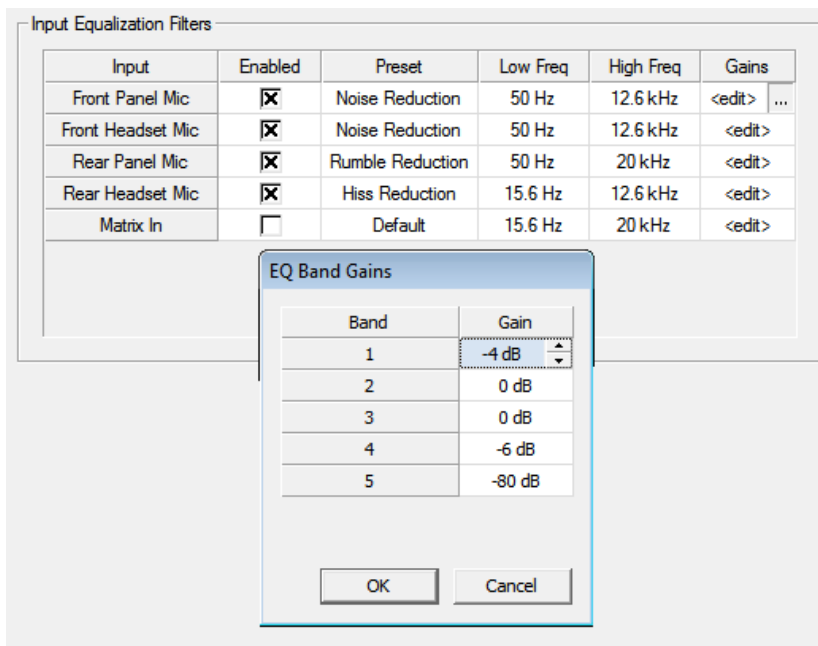 Input Equalization Filters
Input Enabled Preset Low Freq High Freq Gains
Front Panel Mic Noise Reduction 50 Hz 12.6 kHz <edit> ...
Front Headset Mic Noise Reduction 50 Hz 12.6 kHz <edit>
Rear Panel Mic Rumble Reduction 50 Hz 20 kHz <edit>
Rear Headset Mic Hiss Reduction 15.6 Hz 12.6 kHz <edit>
Matrix In Default 15.6 Hz 20 kHz <edit>
EQ Band Gains
Band Gain
1 -4 dB
2 0 dB
3 0 dB
4 -6 dB
5 -80 dB
OK Cancel